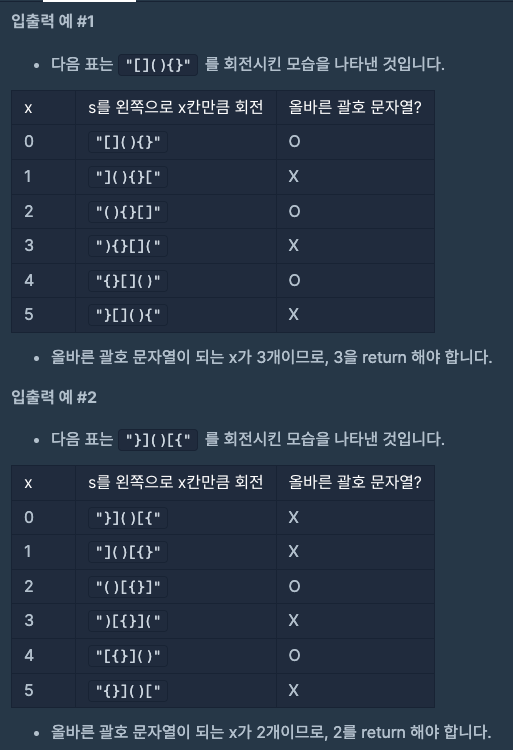 입출력 예 #1
• 다음 표는 "[](){}" 를 회전시킨 모습을 나타낸 것입니다.
x s를 왼쪽으로 x칸만큼 회전 올바른 괄호 문자열?
0 "[](){}" O
1 "](){}[" X
2 "(){}[]" O
3 "){}[](" X
4 "{}[]()" O
5 "}[](){" X
• 올바른 괄호 문자열이 되는 x가 3개이므로, 3을 return 해야 합니다.
입출력 예 #2
• 다음 표는 "}]()[{" 를 회전시킨 모습을 나타낸 것입니다.
x s를 왼쪽으로 x칸만큼 회전 올바른 괄호 문자열?
0 "}]()[{" X
1 "]()[{}" X
2 "()[{}]" O
3 ")[{}](" X
4 "[{}]()" O
5 "{}]()[" X
• 올바른 괄호 문자열이 되는 x가 2개이므로, 2를 return 해야 합니다.